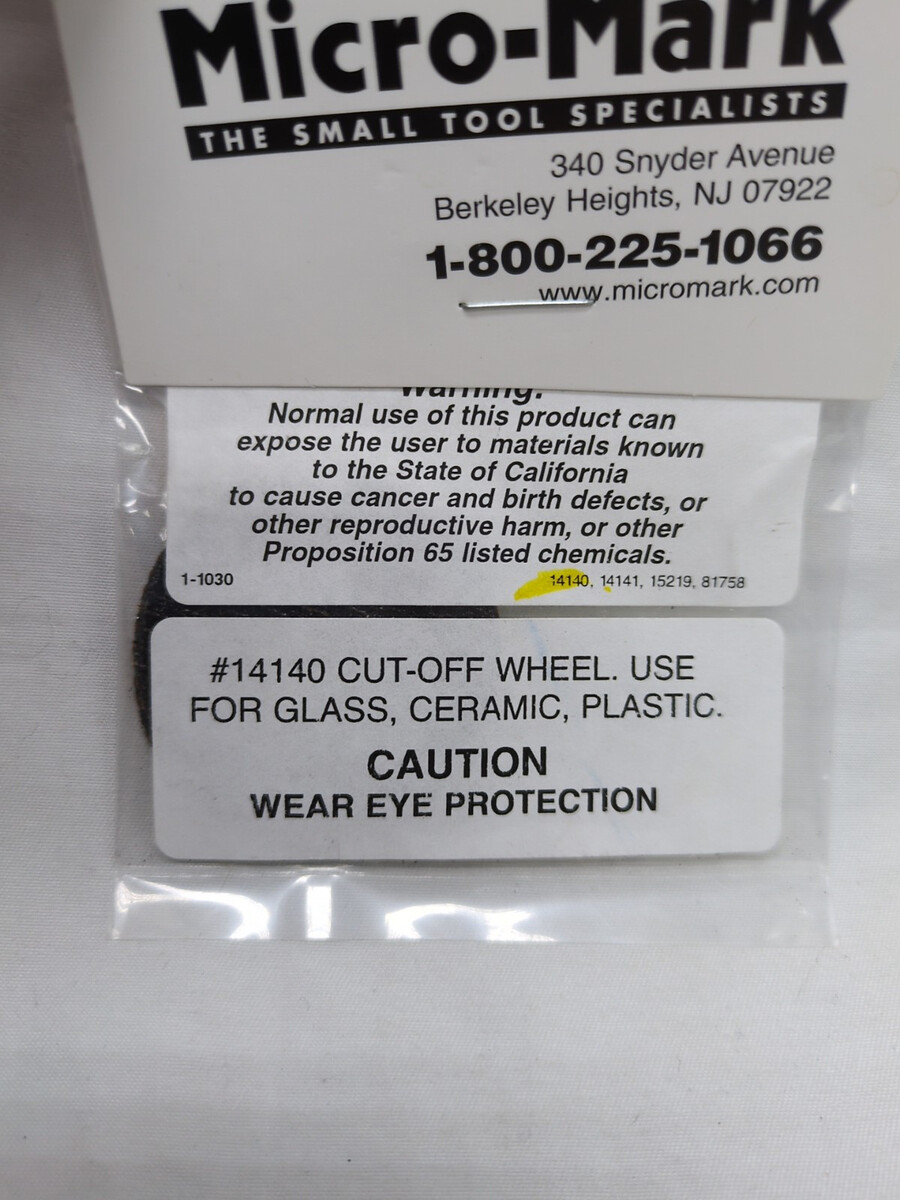 Micro-Mark
THE SMALL TOOL SPECIALISTS
340 Snyder Avenue
Berkeley Heights, NJ 07922
1-800-225-1066
www.micromark.com
Warning:
Normal use of this product can
expose the user to materials known
to the State of California
to cause cancer and birth defects, or
other reproductive harm, or other
Proposition 65 listed chemicals.
1-1030 14140, 14141, 15219, 81758
#14140 CUT-OFF WHEEL. USE
FOR GLASS, CERAMIC, PLASTIC.
CAUTION
WEAR EYE PROTECTION